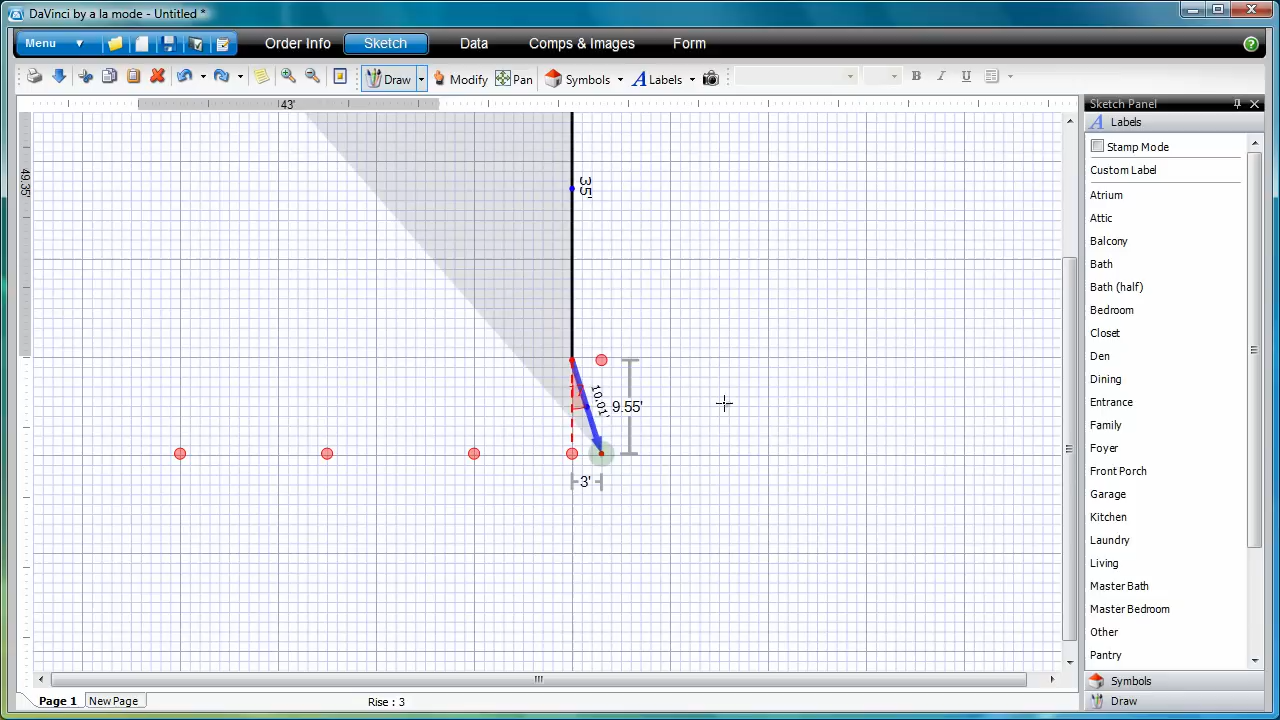 DaVinci by a la mode - Untitled *
Menu
Order Info
Sketch
Data
Comps & Images
Form
Draw
Modify
Pan
Symbols
A Labels
B
I
U
43'
49.35'
35'
10.01'
9.55'
3'
Sketch Panel
A Labels
Stamp Mode
Custom Label
Atrium
Attic
Balcony
Bath
Bath (half)
Bedroom
Closet
Den
Dining
Entrance
Family
Foyer
Front Porch
Garage
Kitchen
Laundry
Living
Master Bath
Master Bedroom
Other
Pantry
Symbols
Draw
Page 1
New Page
Rise : 3